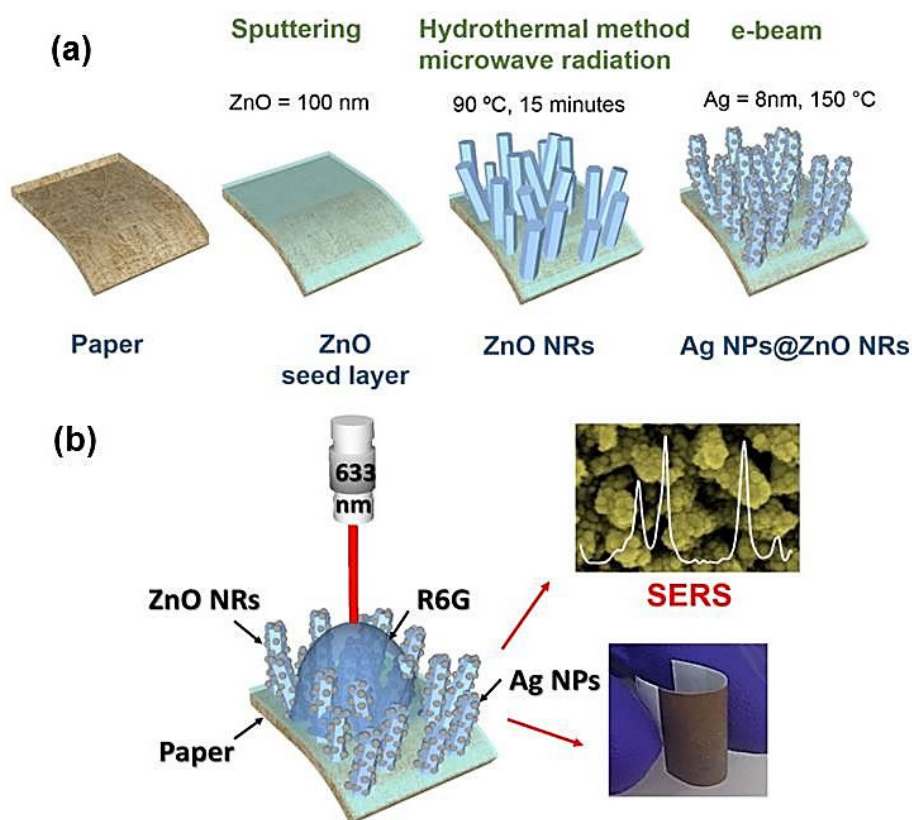 (a)
Sputtering
Hydrothermal method
microwave radiation
e-beam
ZnO = 100 nm
90 ºC, 15 minutes
Ag = 8nm, 150 °C
Paper
ZnO
seed layer
ZnO NRs
Ag NPs@ZnO NRs
(b)
633
nm
ZnO NRs
R6G
Ag NPs
Paper
SERS